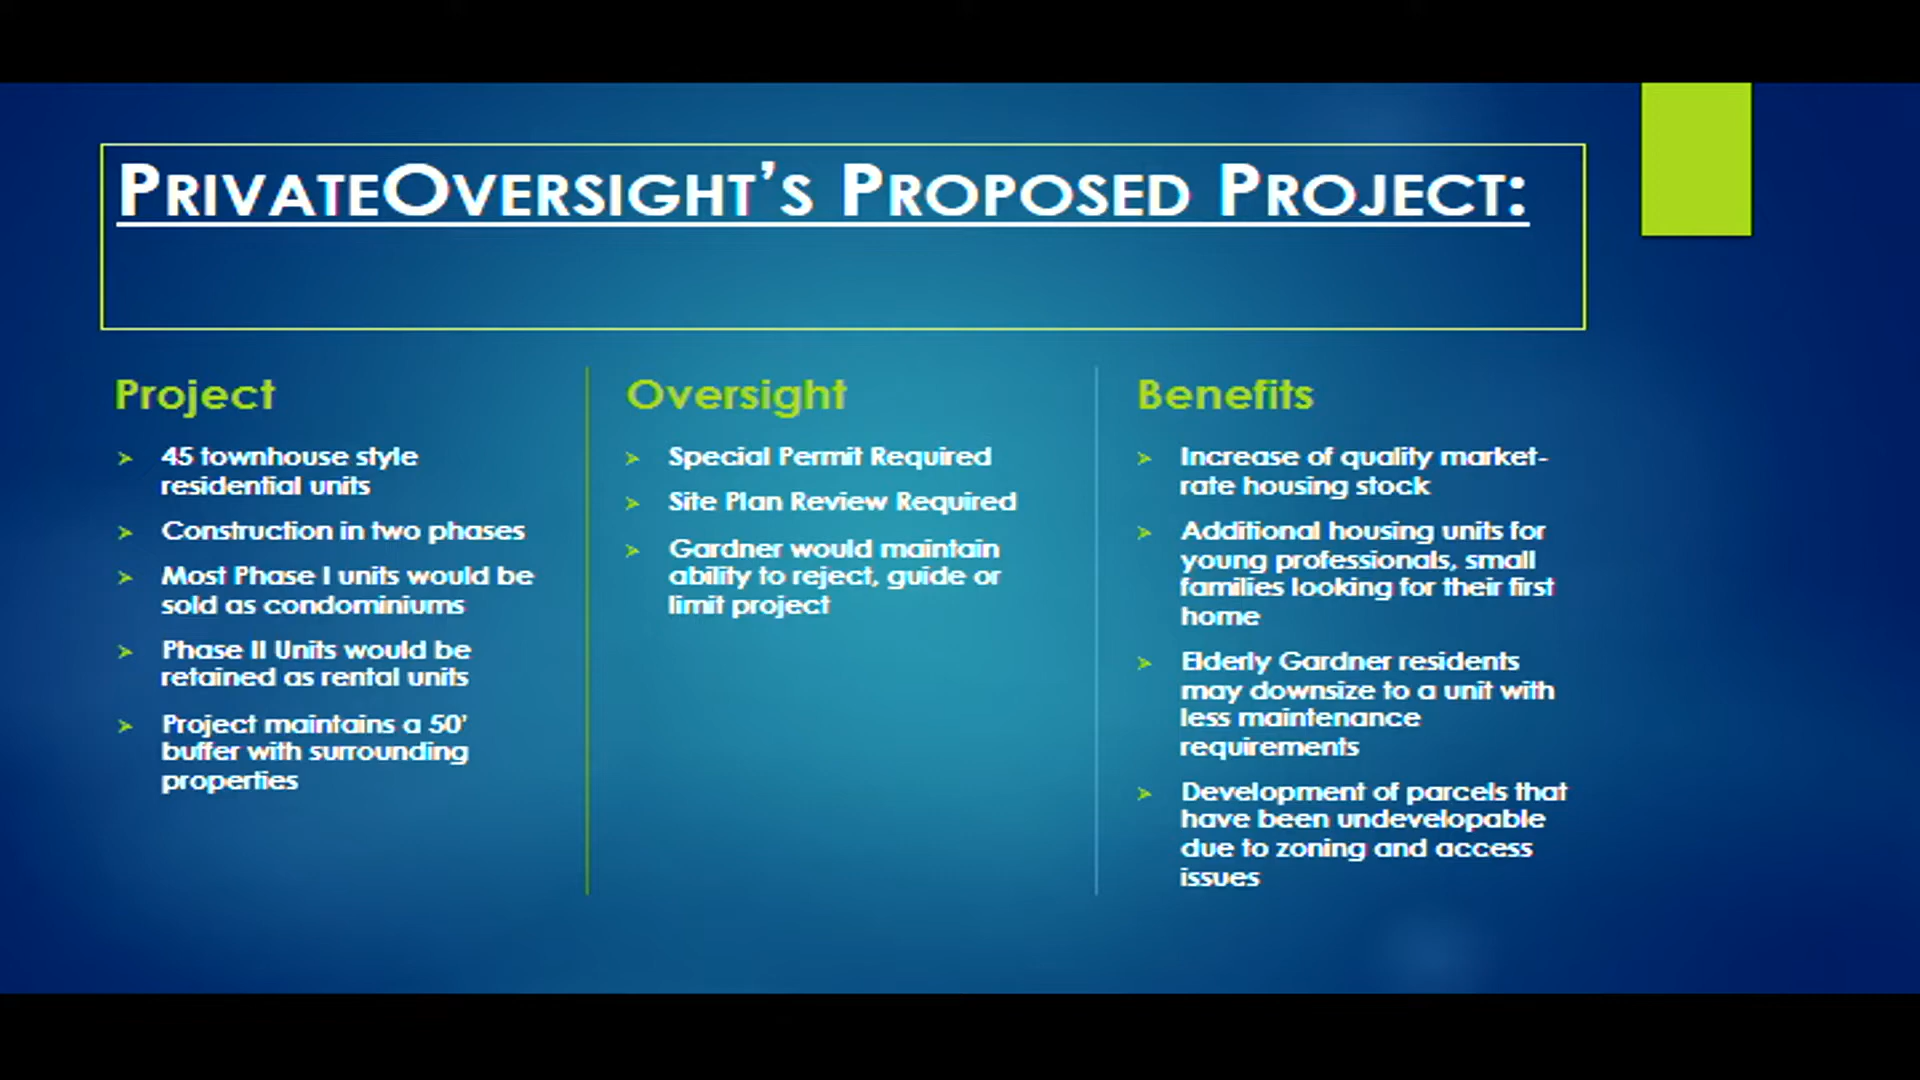 PRIVATEOVERSIGHT’S PROPOSED PROJECT:
Project
45 townhouse style
residential units
Construction in two phases
Most Phase I units would be
sold as condominiums
Phase II Units would be
retained as rental units
Project maintains a 50'
buffer with surrounding
properties
Oversight
Special Permit Required
Site Plan Review Required
Gardner would maintain
ability to reject, guide or
limit project
Benefits
Increase of quality market-
rate housing stock
Additional housing units for
young professionals, small
families looking for their first
home
Elderly Gardner residents
may downsize to a unit with
less maintenance
requirements
Development of parcels that
have been undevelopable
due to zoning and access
issues